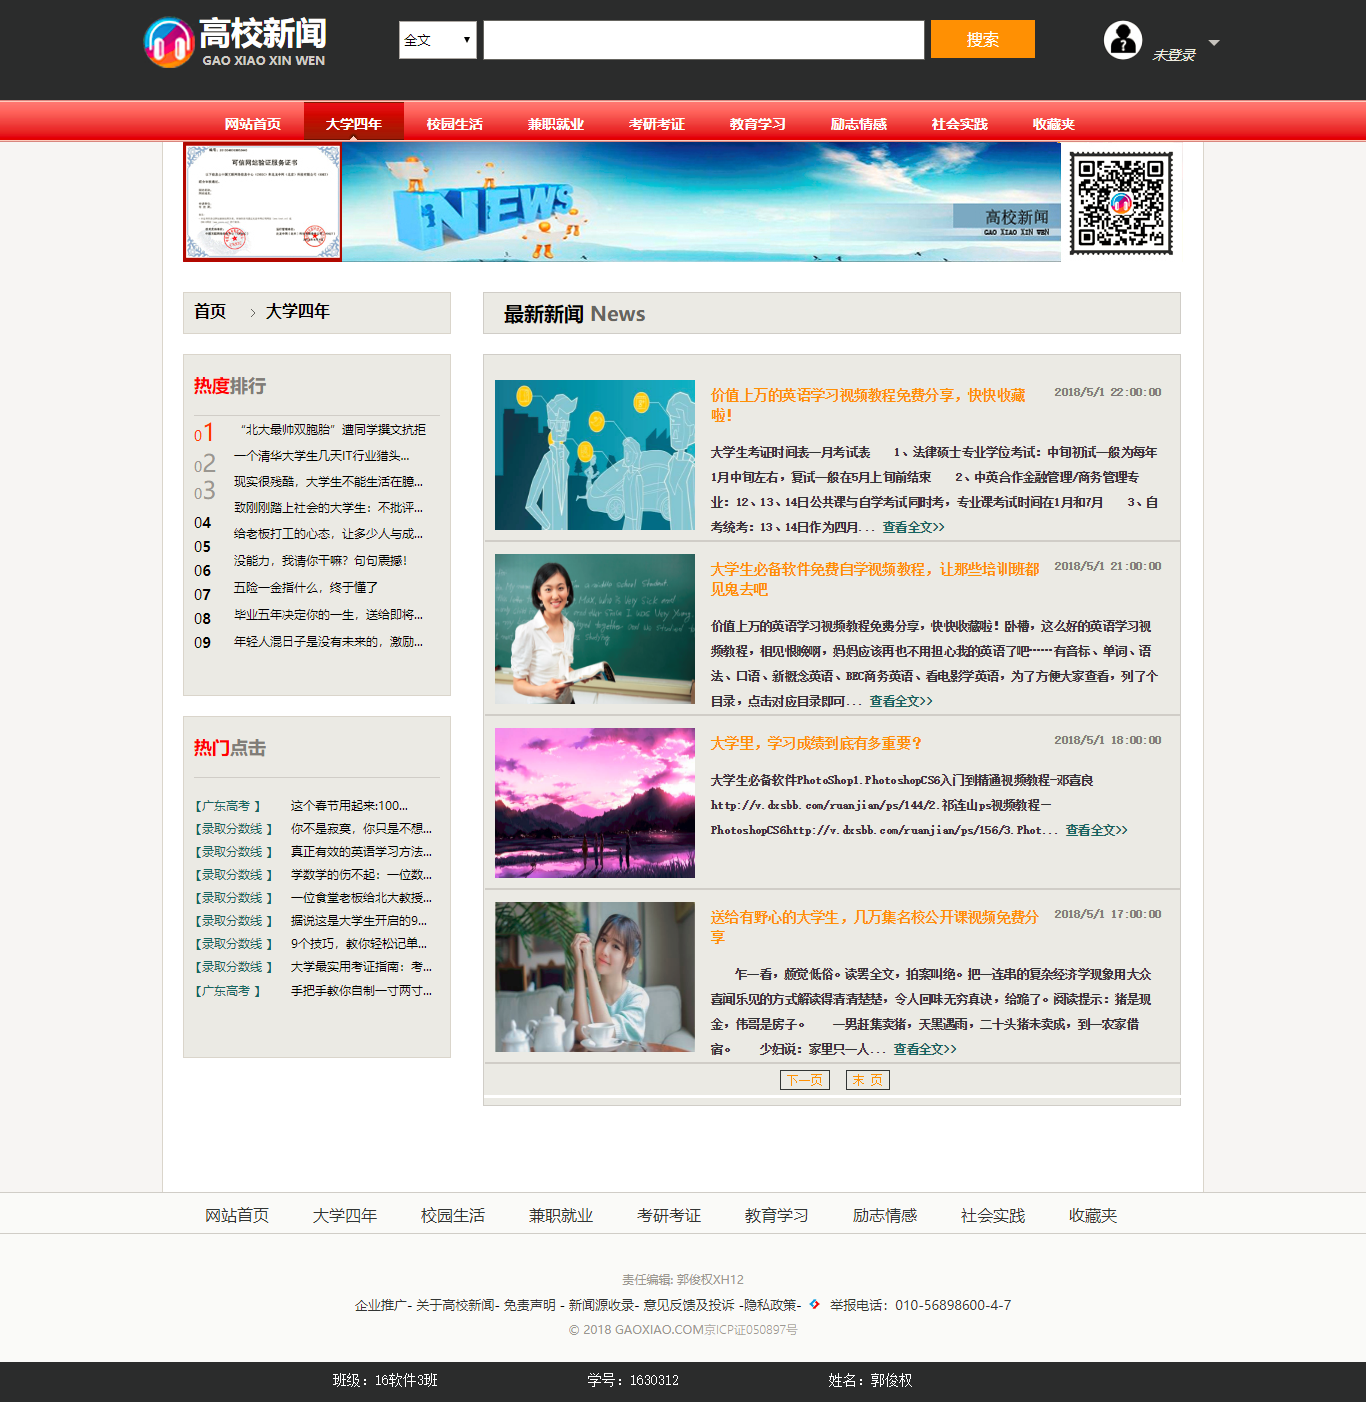 高校新闻
GAO XIAO XIN WEN
全文
搜索
未登录
网站首页 大学四年 校园生活 兼职就业 考研考证 教育学习 励志情感 社会实践 收藏夹
可信网站验证服务证书
NEWS
高校新闻
GAO XIAO XIN WEN
首页 > 大学四年
最新新闻 News
热度排行
01 “北大最帅双胞胎”遭同学撰文抗拒
02 一个清华大学生几天IT行业猎头...
03 现实很残酷，大学生不能生活在臆...
04 致刚刚踏上社会的大学生：不批评...
05 给老板打工的心态，让多少人与成...
06 没能力，我请你干嘛？句句震撼！
07 五险一金指什么，终于懂了
08 毕业五年决定你的一生，送给即将...
09 年轻人混日子是没有未来的，激励...
热门点击
【广东高考 】 这个春节用起来:100...
【录取分数线 】 你不是寂寞，你只是不想...
【录取分数线 】 真正有效的英语学习方法...
【录取分数线 】 学数学的伤不起：一位数...
【录取分数线 】 一位食堂老板给北大教授...
【录取分数线 】 据说这是大学生开启的9...
【录取分数线 】 9个技巧，教你轻松记单...
【录取分数线 】 大学最实用考证指南：考...
【广东高考 】 手把手教你自制一寸两寸...
价值上万的英语学习视频教程免费分享，快快收藏啦！
2018/5/1 22:00:00
大学生考证时间表一月考试表 1、法律硕士专业学位考试：中旬初试一般为每年
1月中旬左右，复试一般在5月上旬前结束 2、中英合作金融管理/商务管理专
业：12、13、14日公共课与自学考试同时考，专业课考试时间在1月和7月 3、自
考统考：13、14日作为四月... 查看全文>>
大学生必备软件免费自学视频教程，让那些培训班都见鬼去吧
2018/5/1 21:00:00
价值上万的英语学习视频教程免费分享，快快收藏啦！卧槽，这么好的英语学习视
频教程，相见恨晚啊，妈妈应该再也不用担心我的英语了吧……有音标、单词、语
法、口语、新概念英语、BEC商务英语、看电影学英语，为了方便大家查看，列了个
目录，点击对应目录即可... 查看全文>>
大学里，学习成绩到底有多重要？
2018/5/1 18:00:00
大学生必备软件PhotoShop1.PhotoshopCS6入门到精通视频教程-邓喜良
http://v.dxsbb.com/ruanjian/ps/144/2.祁连山ps视频教程—
PhotoshopCS6http://v.dxsbb.com/ruanjian/ps/156/3.Phot... 查看全文>>
送给有野心的大学生，几万集名校公开课视频免费分享
2018/5/1 17:00:00
乍一看，颇觉低俗。读罢全文，拍案叫绝。把一连串的复杂经济学现象用大众
喜闻乐见的方式解读得清清楚楚，令人回味无穷真诀，给跪了。阅读提示：猪是现
金，伟哥是房子。 一男赶集卖猪，天黑遇雨，二十头猪未卖成，到一农家借
宿。 少妇说：家里只一人... 查看全文>>
下一页 末 页
网站首页 大学四年 校园生活 兼职就业 考研考证 教育学习 励志情感 社会实践 收藏夹
责任编辑: 郭俊权XH12
企业推广- 关于高校新闻- 免责声明 - 新闻源收录- 意见反馈及投诉 -隐私政策- 举报电话：010-56898600-4-7
© 2018 GAOXIAO.COM京ICP证050897号
班级：16软件3班 学号：1630312 姓名：郭俊权